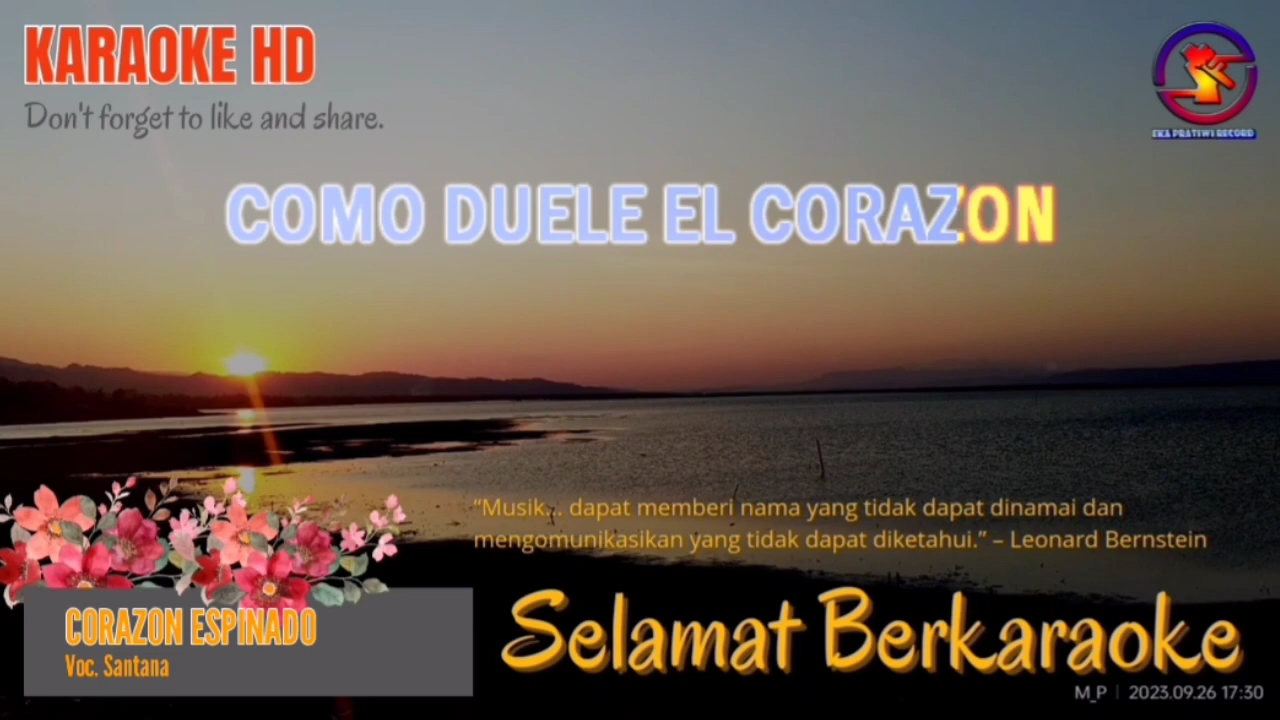 KARAOKE HD
Don't forget to like and share.
EKA PRATIWI RECORD
COMO DUELE EL CORAZON
“Musik... dapat memberi nama yang tidak dapat dinamai dan
mengomunikasikan yang tidak dapat diketahui.” – Leonard Bernstein
CORAZON ESPINADO
Voc. Santana
Selamat Berkaraoke
M_P | 2023.09.26 17:30